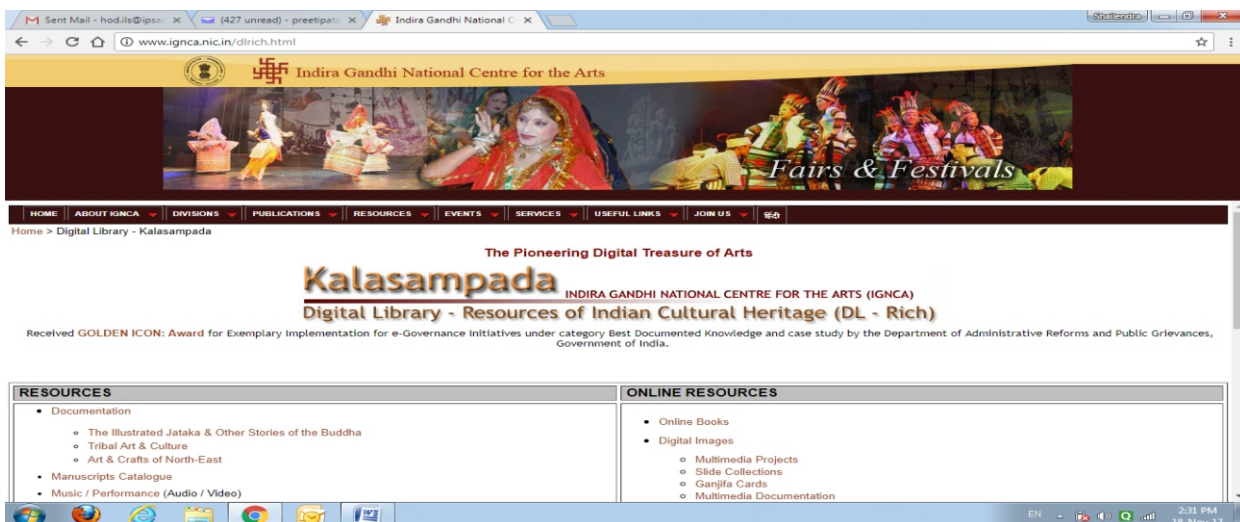 Sent Mail - hod.ils@ipsa
(427 unread) - preetipate
Indira Gandhi National C
Shailendra
www.ignca.nic.in/dlrich.html
Indira Gandhi National Centre for the Arts
Fairs & Festivals
HOME ABOUT IGNCA DIVISIONS PUBLICATIONS RESOURCES EVENTS SERVICES USEFUL LINKS JOIN US हिंदी
Home > Digital Library - Kalasampada
The Pioneering Digital Treasure of Arts
Kalasampada INDIRA GANDHI NATIONAL CENTRE FOR THE ARTS (IGNCA)
Digital Library - Resources of Indian Cultural Heritage (DL - Rich)
Received GOLDEN ICON: Award for Exemplary Implementation for e-Governance Initiatives under category Best Documented Knowledge and case study by the Department of Administrative Reforms and Public Grievances,
Government of India.
RESOURCES
• Documentation
◦ The Illustrated Jataka & Other Stories of the Buddha
◦ Tribal Art & Culture
◦ Art & Crafts of North-East
• Manuscripts Catalogue
• Music / Performance (Audio / Video)
ONLINE RESOURCES
• Online Books
• Digital Images
◦ Multimedia Projects
◦ Slide Collections
◦ Ganjifa Cards
◦ Multimedia Documentation
EN
2:31 PM
18-Nov-17